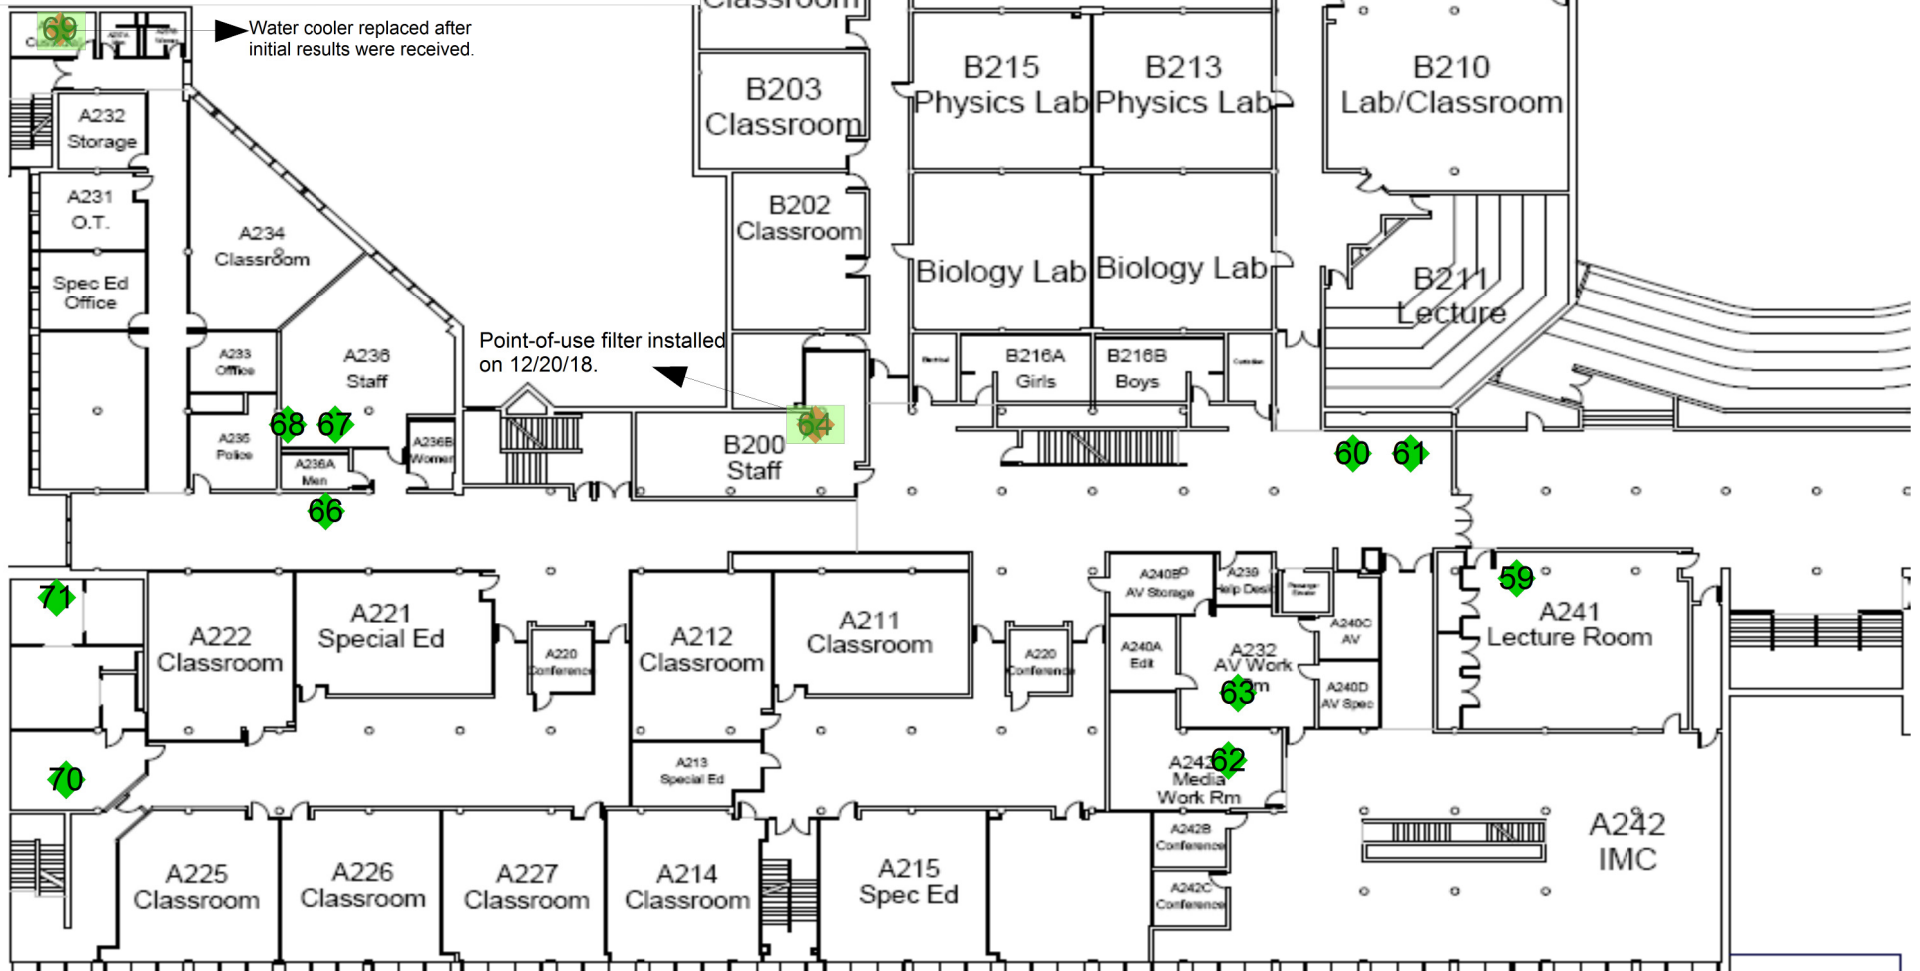 Classroom
69
Water cooler replaced after
initial results were received.
B215
Physics Lab
B213
Physics Lab
B210
Lab/Classroom
B203
Classroom
A232
Storage
A231
O.T.
B202
Classroom
A234
Classroom
Spec Ed
Office
Biology Lab
Biology Lab
B211
Lecture
Point-of-use filter installed
on 12/20/18.
A233
Office
A236
Staff
B216A
Girls
B216B
Boys
Electrical
Custodian
68
67
64
A235
Police
A236A
Men
A236B
Women
B200
Staff
60
61
66
71
A222
Classroom
A221
Special Ed
A220
Conference
A212
Classroom
A211
Classroom
A220
Conference
A240B
AV Storage
A239
Help Desk
Passenger
Elevator
A240C
AV
A240A
Edit
A232
AV Work
Rm
63
A240D
AV Spec
59
A241
Lecture Room
70
A213
Special Ed
62
Media
Work Rm
A225
Classroom
A226
Classroom
A227
Classroom
A214
Classroom
A215
Spec Ed
A242B
Conference
A242C
Conference
A242
IMC